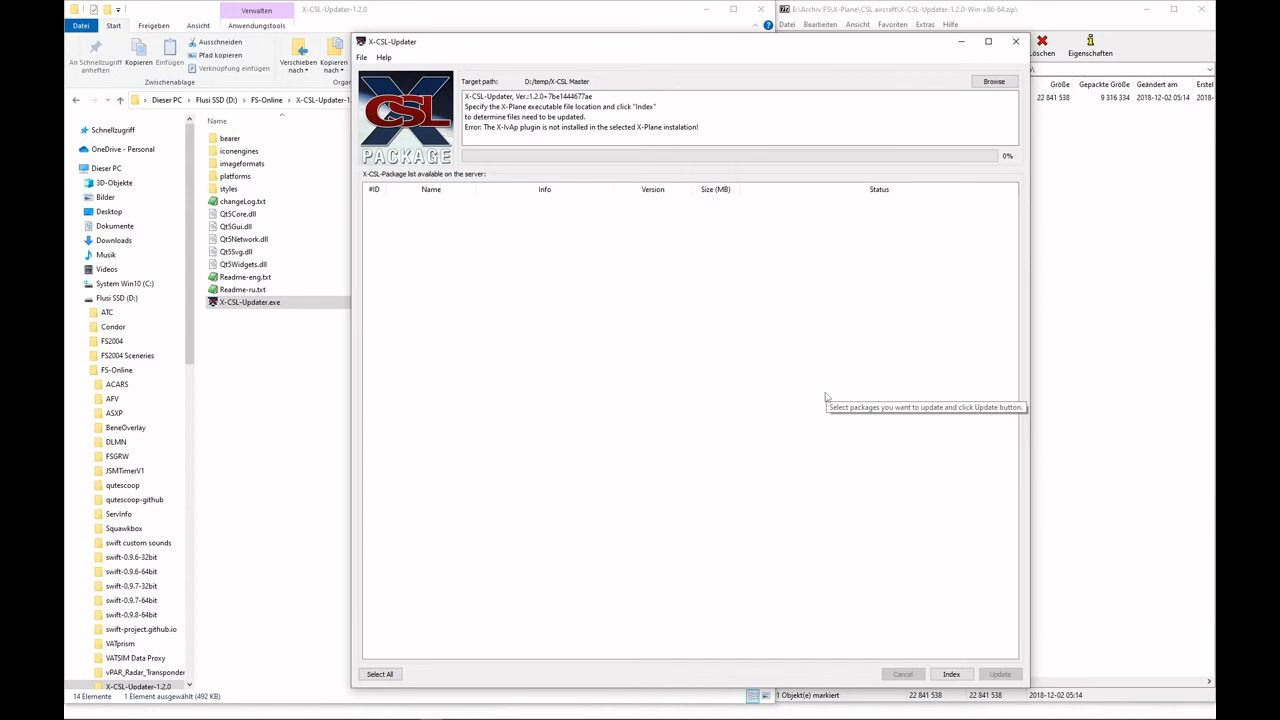 Verwalten
X-CSL-Updater-1.2.0
Datei
Start
Freigeben
Ansicht
Anwendungstools
An Schnellzugriff
anheften
Kopieren
Einfügen
Ausschneiden
Pfad kopieren
Verknüpfung einfügen
Zwischenablage
Verschieben
nach
Kopieren
nach
Dieser PC
Flusi SSD (D:)
FS-Online
X-CSL-Updater-1.
Schnellzugriff
OneDrive - Personal
Dieser PC
3D-Objekte
Bilder
Desktop
Dokumente
Downloads
Musik
Videos
System Win10 (C:)
Flusi SSD (D:)
ATC
Condor
FS2004
FS2004 Sceneries
FS-Online
ACARS
AFV
ASXP
BeneOverlay
DLMN
FSGRW
JSMTimerV1
qutescoop
qutescoop-github
ServInfo
Squawkbox
swift custom sounds
swift-0.9.6-32bit
swift-0.9.6-64bit
swift-0.9.7-32bit
swift-0.9.7-64bit
swift-0.9.8-64bit
swift-project.github.io
VATprism
VATSIM Data Proxy
vPAR_Radar_Transponder
X-CSL-Updater-1.2.0
14 Elemente
1 Element ausgewählt (492 KB)
Name
bearer
iconengines
imageformats
platforms
styles
changeLog.txt
Qt5Core.dll
Qt5Gui.dll
Qt5Network.dll
Qt5Svg.dll
Qt5Widgets.dll
Readme-eng.txt
Readme-ru.txt
X-CSL-Updater.exe
X-CSL-Updater
File
Help
CSL
PACKAGE
Target path:
D:/temp/X-CSL Master
Browse
X-CSL-Updater, Ver.:1.2.0+7be1444677ae
Specify the X-Plane executable file location and click "Index"
to determine files need to be updated.
Error: The X-IvAp plugin is not installed in the selected X-Plane instalation!
0%
X-CSL-Package list available on the server:
#ID
Name
Info
Version
Size (MB)
Status
Select packages you want to update and click Update button.
Select All
Cancel
Index
Update
E:\Archiv FS\X-Plane\CSL aircraft\X-CSL-Updater-1.2.0-Win-x86-64.zip\
Datei
Bearbeiten
Ansicht
Favoriten
Extras
Hilfe
Löschen
Eigenschaften
Größe
Gepackte Größe
Geändert am
Erstel
22 841 538
9 316 334
2018-12-02 05:14
2018-
1 Objekt(e) markiert
22 841 538
22 841 538
2018-12-02 05:14